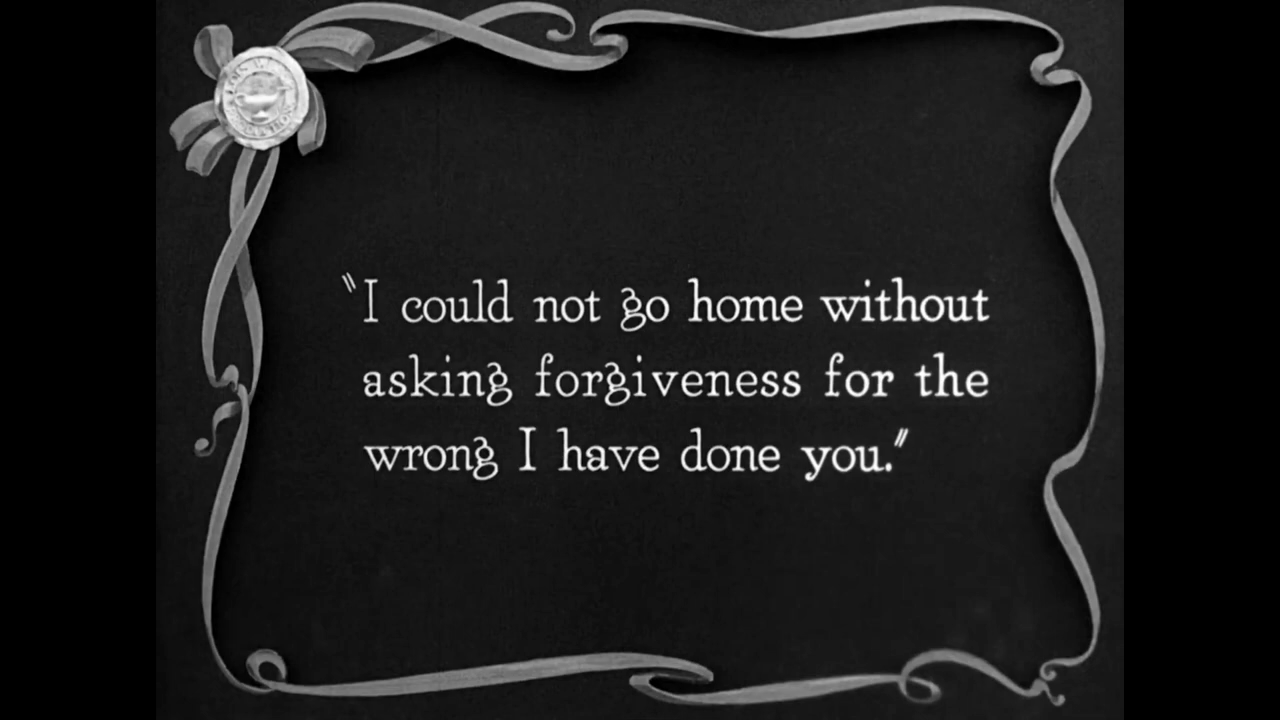 "I could not go home without
asking forgiveness for the
wrong I have done you."